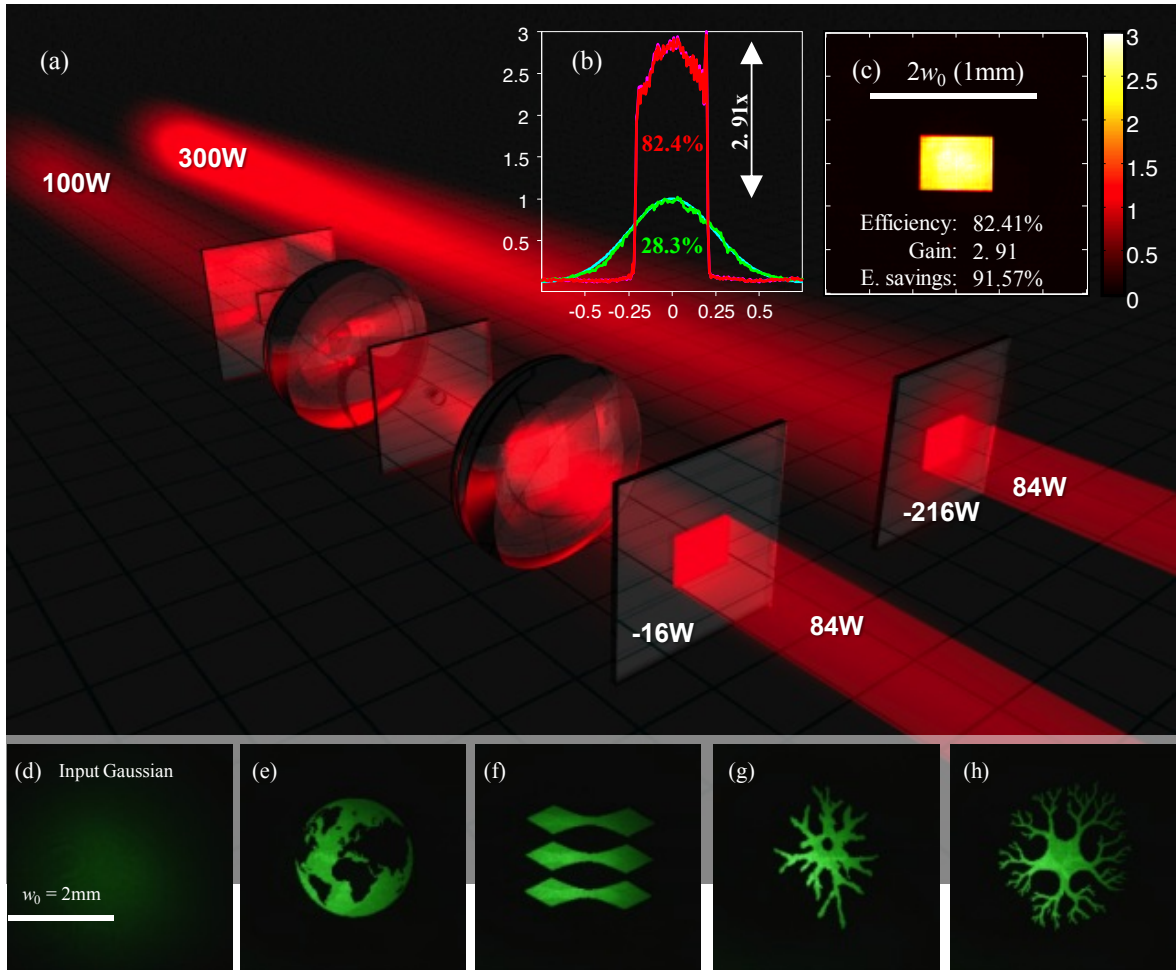 (a)
300W
100W
84W
-216W
-16W
84W
(b)
3
2.5
2
1.5
1
0.5
82.4%
28.3%
2. 91x
-0.5 -0.25 0 0.25 0.5
(c)
2w₀ (1mm)
Efficiency: 82.41%
Gain: 2. 91
E. savings: 91.57%
3
2.5
2
1.5
1
0.5
0
(d) Input Gaussian
w₀ = 2mm
(e)
(f)
(g)
(h)